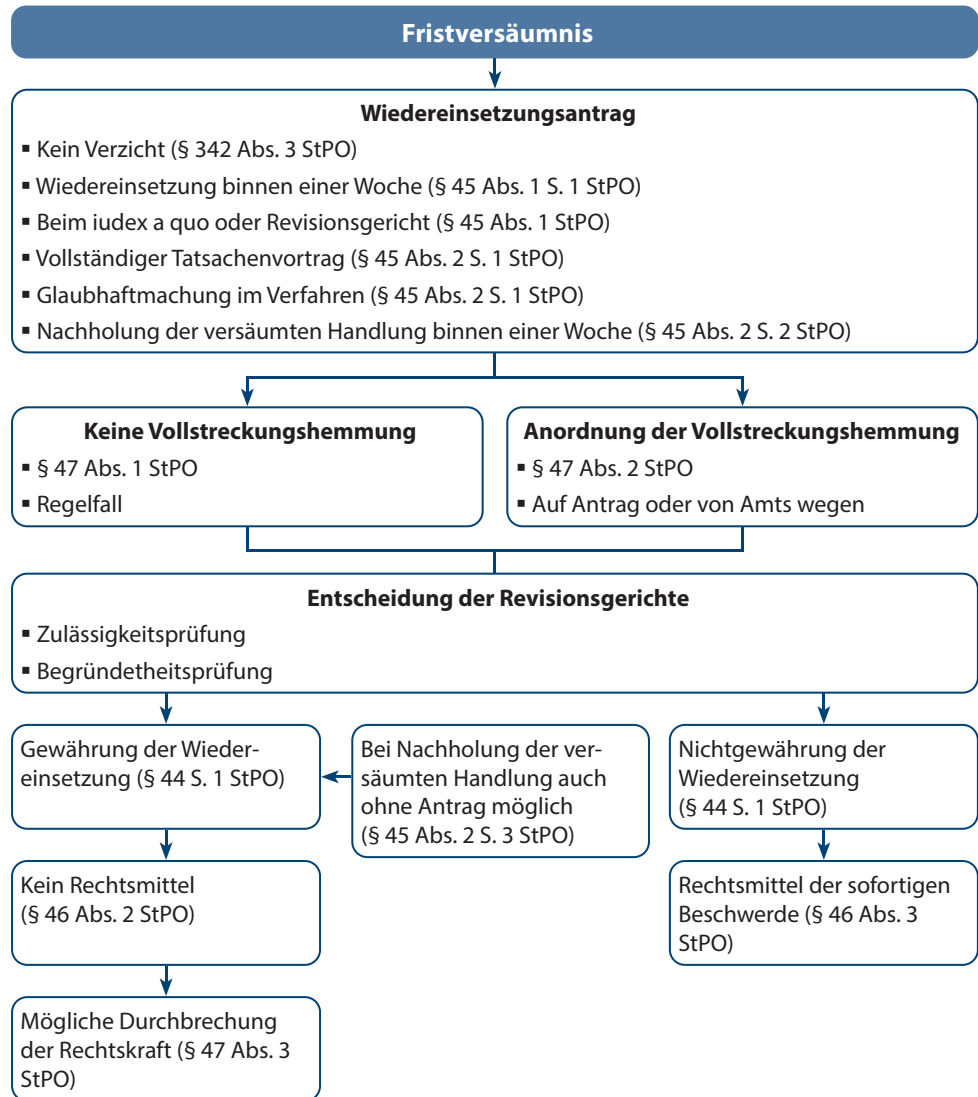 Fristversäumnis
Wiedereinsetzungsantrag
▪ Kein Verzicht (§ 342 Abs. 3 StPO)
▪ Wiedereinsetzung binnen einer Woche (§ 45 Abs. 1 S. 1 StPO)
▪ Beim iudex a quo oder Revisionsgericht (§ 45 Abs. 1 StPO)
▪ Vollständiger Tatsachenvortrag (§ 45 Abs. 2 S. 1 StPO)
▪ Glaubhaftmachung im Verfahren (§ 45 Abs. 2 S. 1 StPO)
▪ Nachholung der versäumten Handlung binnen einer Woche (§ 45 Abs. 2 S. 2 StPO)
Keine Vollstreckungshemmung
▪ § 47 Abs. 1 StPO
▪ Regelfall
Anordnung der Vollstreckungshemmung
▪ § 47 Abs. 2 StPO
▪ Auf Antrag oder von Amts wegen
Entscheidung der Revisionsgerichte
▪ Zulässigkeitsprüfung
▪ Begründetheitsprüfung
Gewährung der Wieder-
einsetzung (§ 44 S. 1 StPO)
Bei Nachholung der ver-
säumten Handlung auch
ohne Antrag möglich
(§ 45 Abs. 2 S. 3 StPO)
Nichtgewährung der
Wiedereinsetzung
(§ 44 S. 1 StPO)
Kein Rechtsmittel
(§ 46 Abs. 2 StPO)
Rechtsmittel der sofortigen
Beschwerde (§ 46 Abs. 3
StPO)
Mögliche Durchbrechung
der Rechtskraft (§ 47 Abs. 3
StPO)